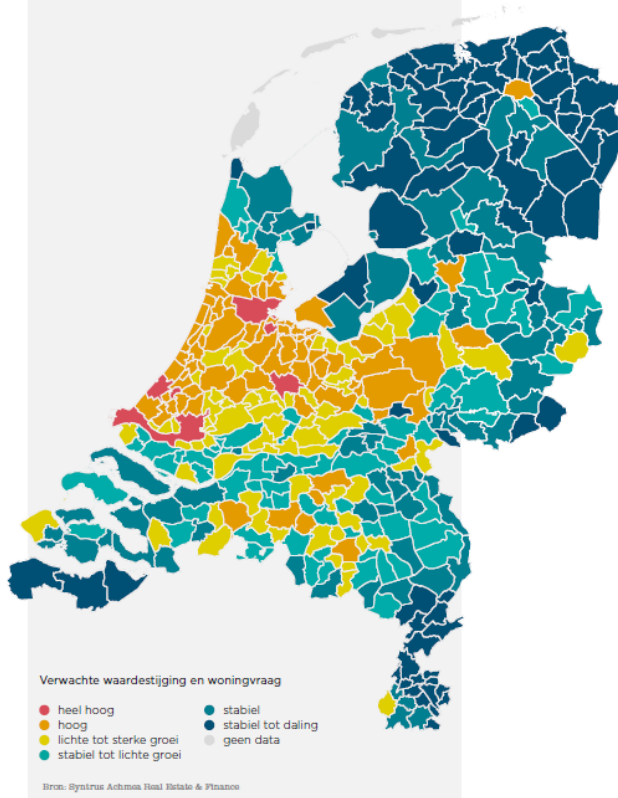 Verwachte waardestijging en woningvraag
heel hoog
hoog
lichte tot sterke groei
stabiel tot lichte groei
stabiel
stabiel tot daling
geen data
Bron: Syntrus Achmea Real Estate & Finance